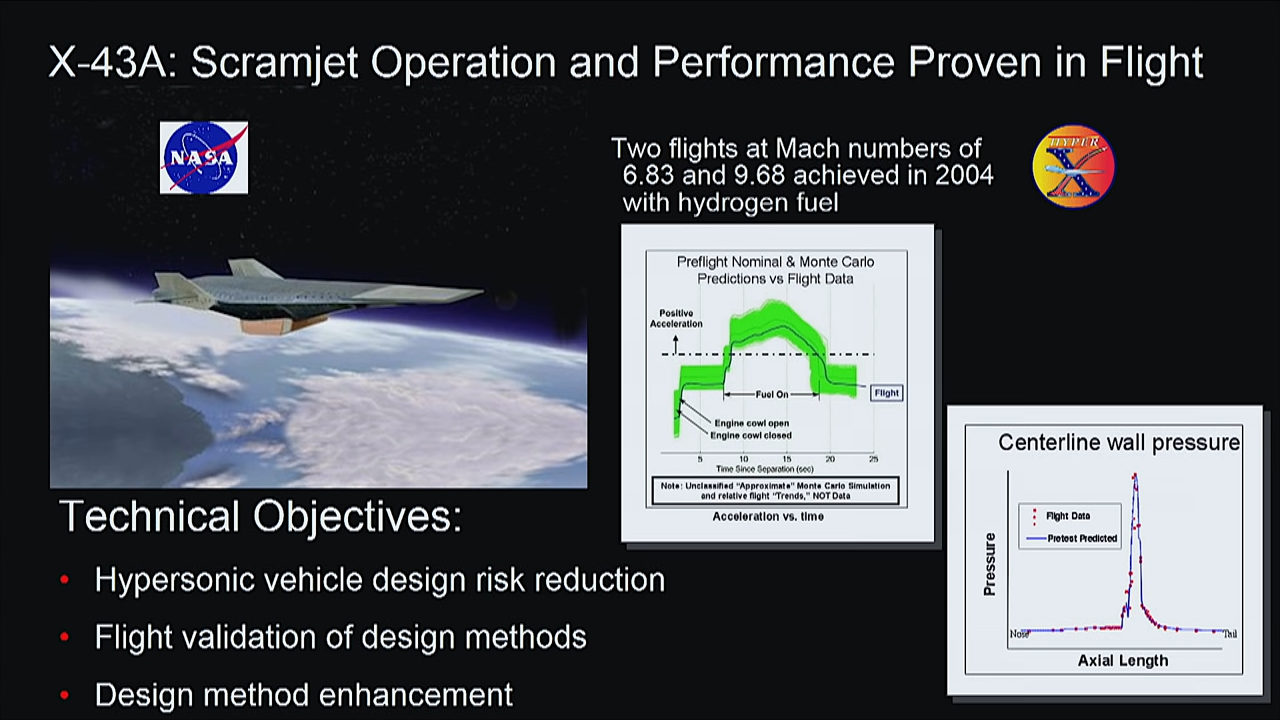 X-43A: Scramjet Operation and Performance Proven in Flight
NASA
Two flights at Mach numbers of
6.83 and 9.68 achieved in 2004
with hydrogen fuel
HYPER
X
Preflight Nominal & Monte Carlo
Predictions vs Flight Data
Positive
Acceleration
Fuel On
Flight
Engine cowl open
Engine cowl closed
5 10 15 20 25
Time Since Separation (sec)
Note: Unclassified "Approximate" Monte Carlo Simulation
and relative flight "Trends," NOT Data
Acceleration vs. time
Centerline wall pressure
Flight Data
Pretest Predicted
Pressure
Nose
Tail
Axial Length
Technical Objectives:
• Hypersonic vehicle design risk reduction
• Flight validation of design methods
• Design method enhancement